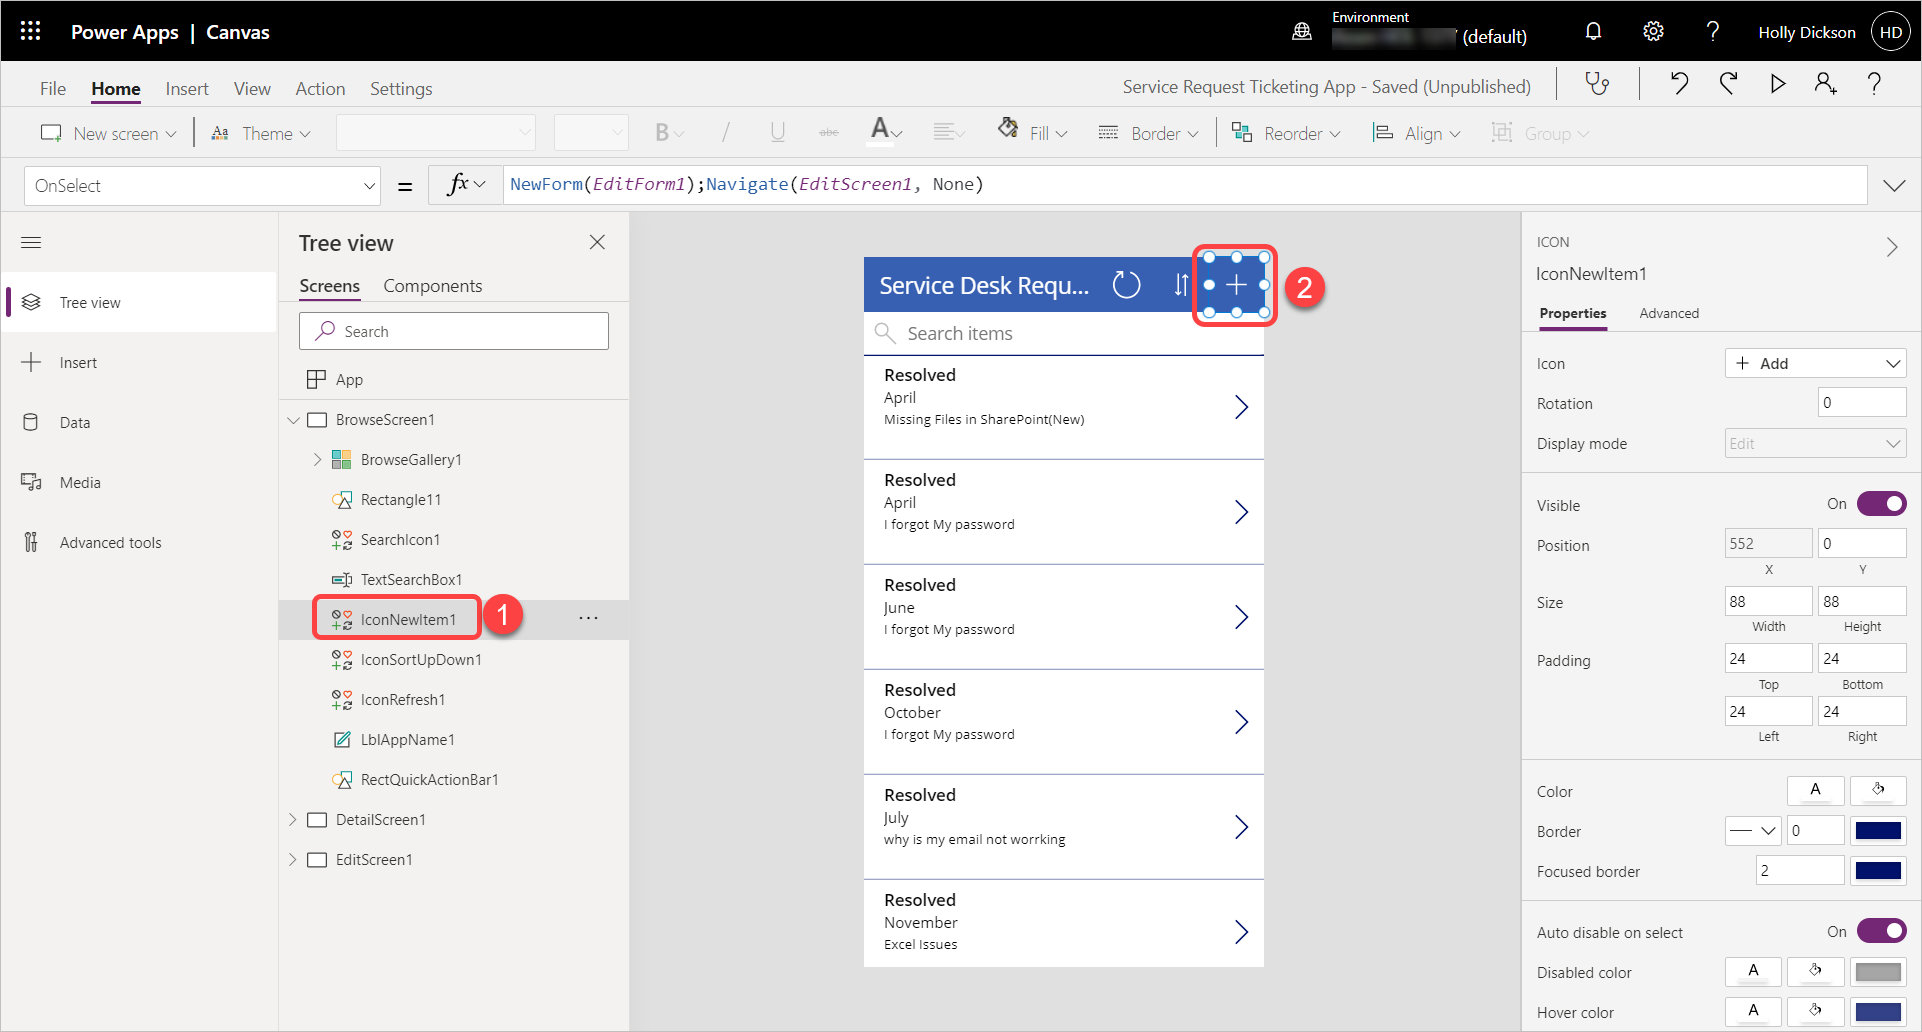 Power Apps | Canvas
Environment
(default)
Holly Dickson
HD
File Home Insert View Action Settings
Service Request Ticketing App - Saved (Unpublished)
New screen
Aa Theme
B / U abc A
Fill
Border
Reorder
Align
Group
OnSelect
= fx NewForm(EditForm1);Navigate(EditScreen1, None)
Tree view
Insert
Data
Media
Advanced tools
Tree view
Screens Components
Search
App
BrowseScreen1
BrowseGallery1
Rectangle11
SearchIcon1
TextSearchBox1
IconNewItem1
1
IconSortUpDown1
IconRefresh1
LblAppName1
RectQuickActionBar1
DetailScreen1
EditScreen1
Service Desk Requ...
2
Search items
Resolved
April
Missing Files in SharePoint(New)
Resolved
April
I forgot My password
Resolved
June
I forgot My password
Resolved
October
I forgot My password
Resolved
July
why is my email not worrking
Resolved
November
Excel Issues
ICON
IconNewItem1
Properties Advanced
Icon + Add
Rotation 0
Display mode Edit
Visible On
Position 552 0
X Y
Size 88 88
Width Height
Padding 24 24
Top Bottom
24 24
Left Right
Color A
Border 0
Focused border 2
Auto disable on select On
Disabled color A
Hover color A